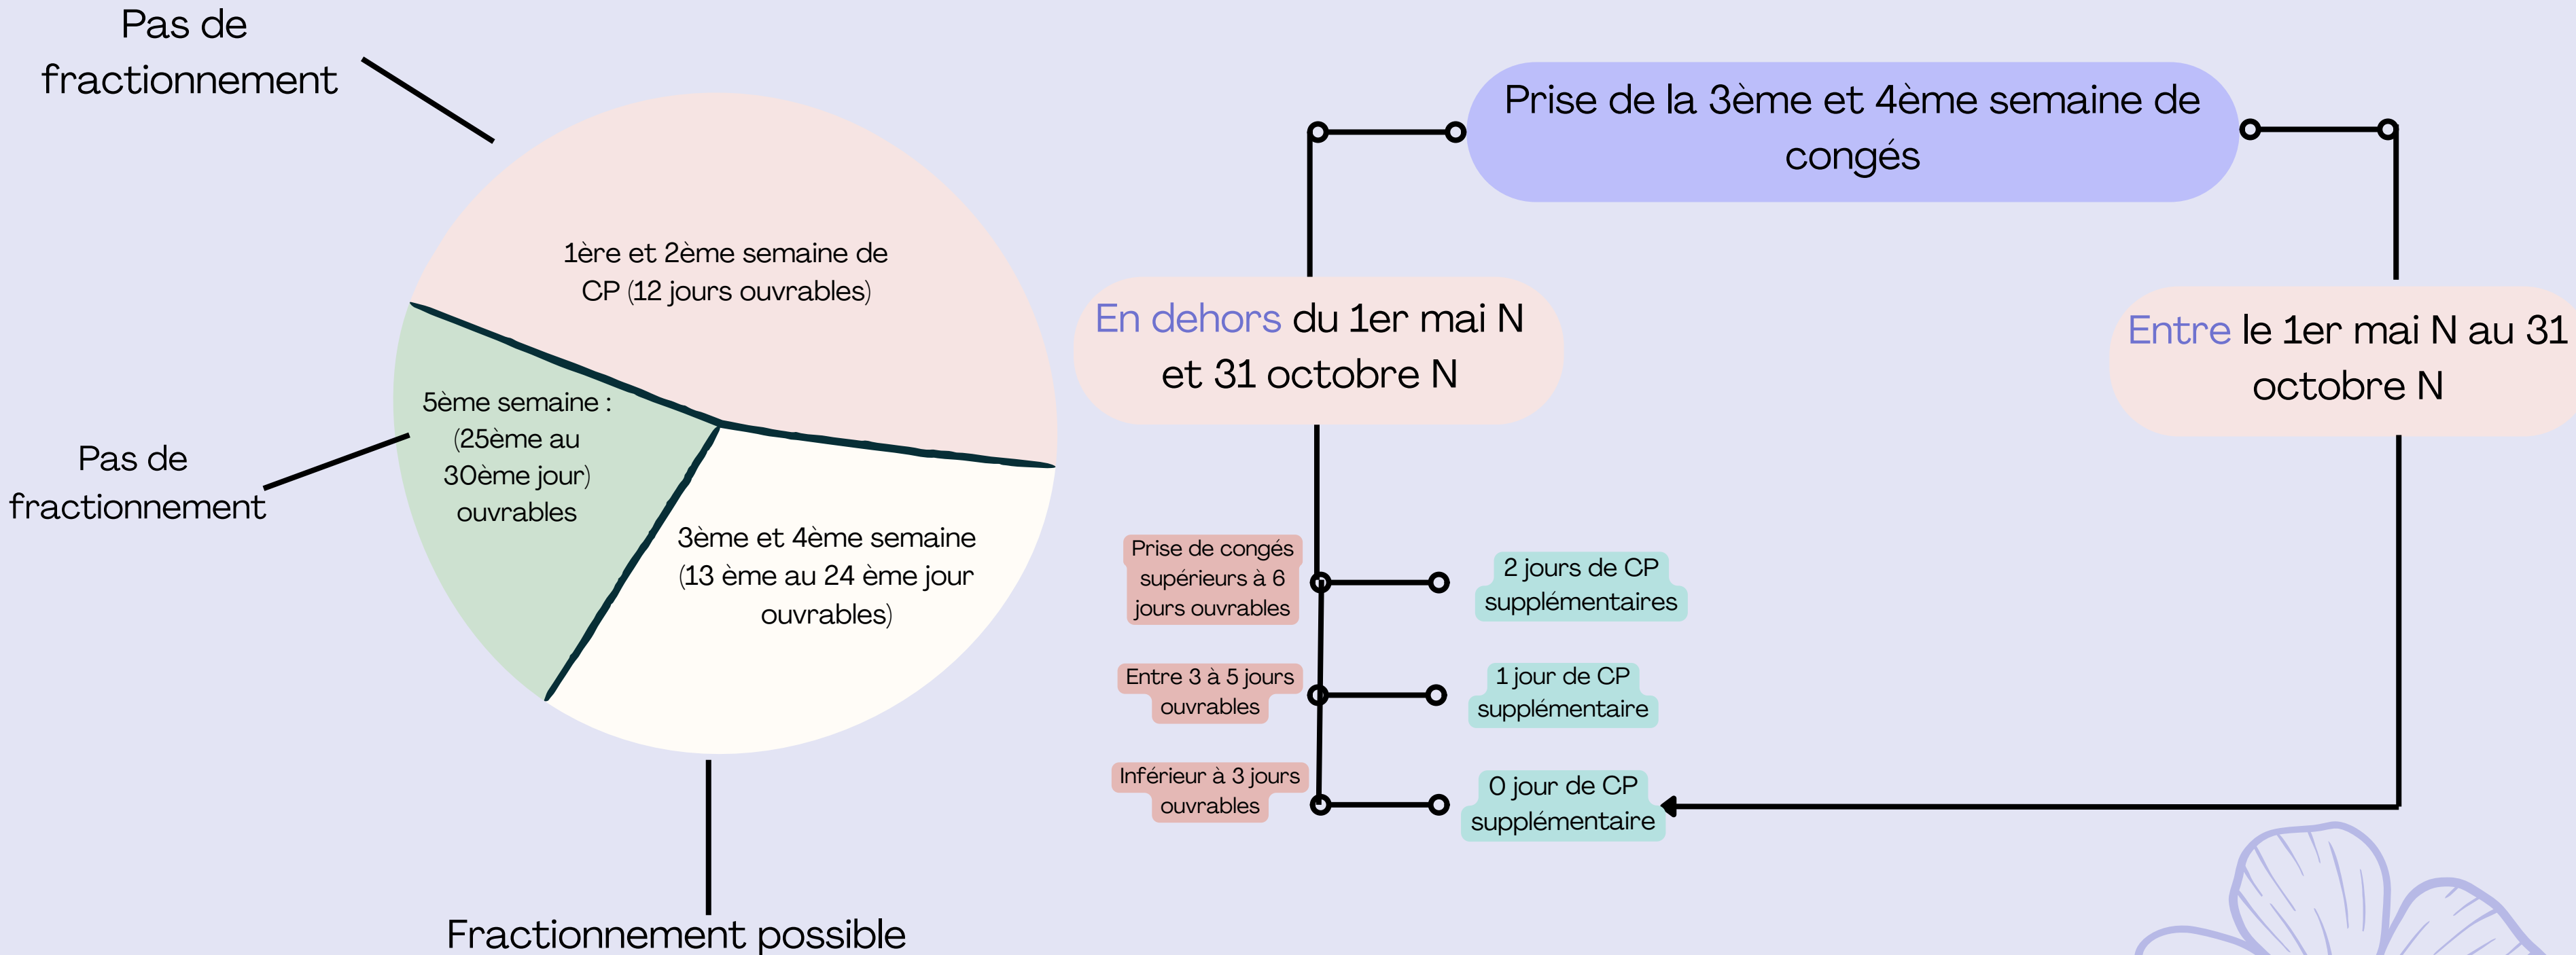 Pas de
fractionnement
1ère et 2ème semaine de
CP (12 jours ouvrables)
5ème semaine :
(25ème au
30ème jour)
ouvrables
Pas de
fractionnement
3ème et 4ème semaine
(13 ème au 24 ème jour
ouvrables)
Fractionnement possible
Prise de la 3ème et 4ème semaine de
congés
En dehors du 1er mai N
et 31 octobre N
Entre le 1er mai N au 31
octobre N
Prise de congés
supérieurs à 6
jours ouvrables
2 jours de CP
supplémentaires
Entre 3 à 5 jours
ouvrables
1 jour de CP
supplémentaire
Inférieur à 3 jours
ouvrables
0 jour de CP
supplémentaire